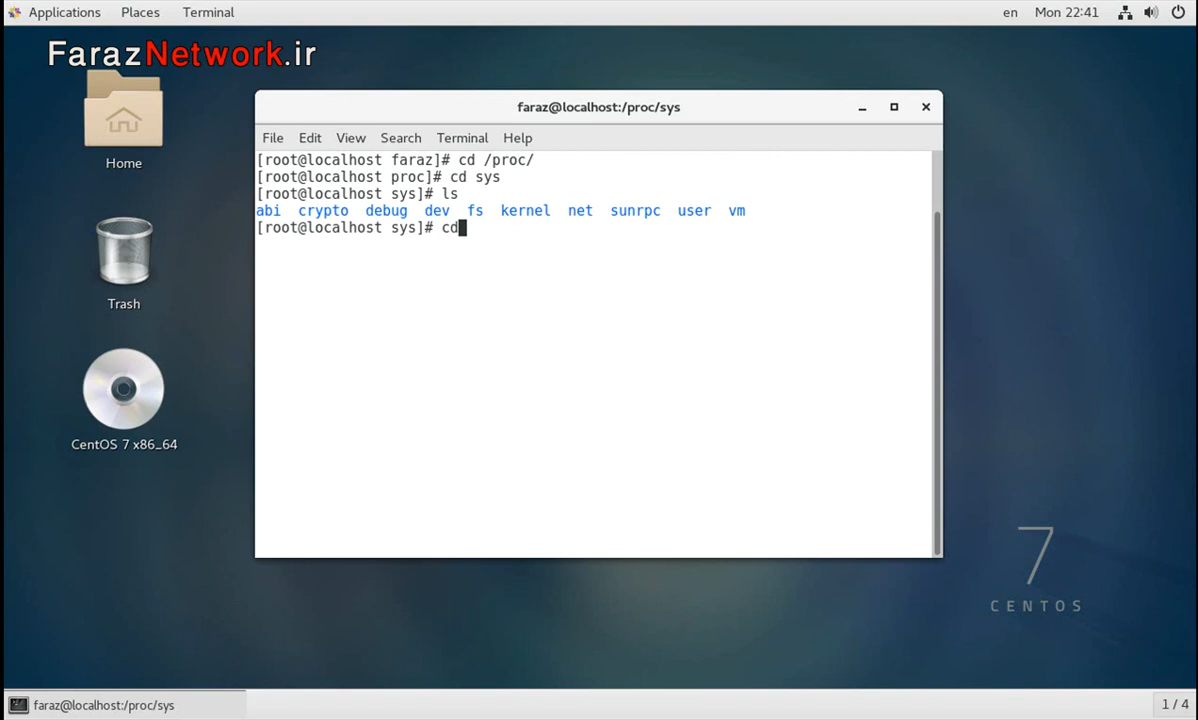 Applications Places Terminal en Mon 22:41
FarazNetwork.ir
Home
Trash
CentOS 7 x86_64
faraz@localhost:/proc/sys
File Edit View Search Terminal Help
[root@localhost faraz]# cd /proc/
[root@localhost proc]# cd sys
[root@localhost sys]# ls
abi crypto debug dev fs kernel net sunrpc user vm
[root@localhost sys]# cd
7
CENTOS
faraz@localhost:/proc/sys
1 / 4